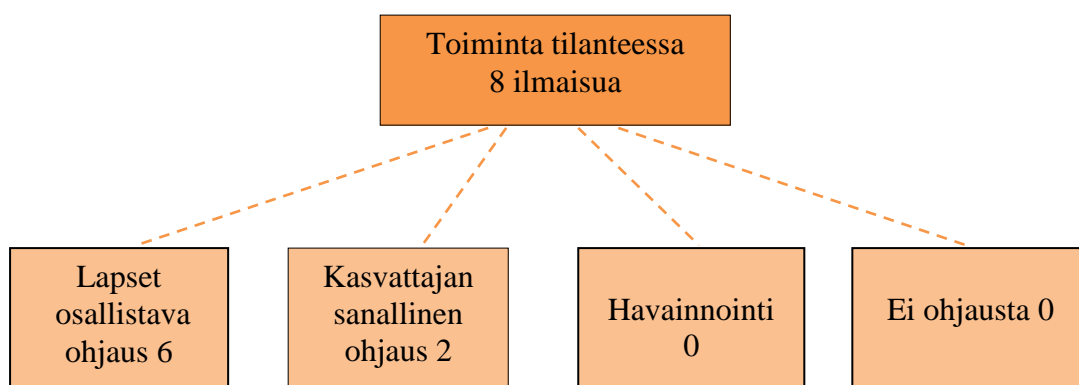 Toiminta tilanteessa
8 ilmaisua
Lapset
osallistava
ohjaus 6
Kasvattajan
sanallinen
ohjaus 2
Havainnointi
0
Ei ohjausta 0